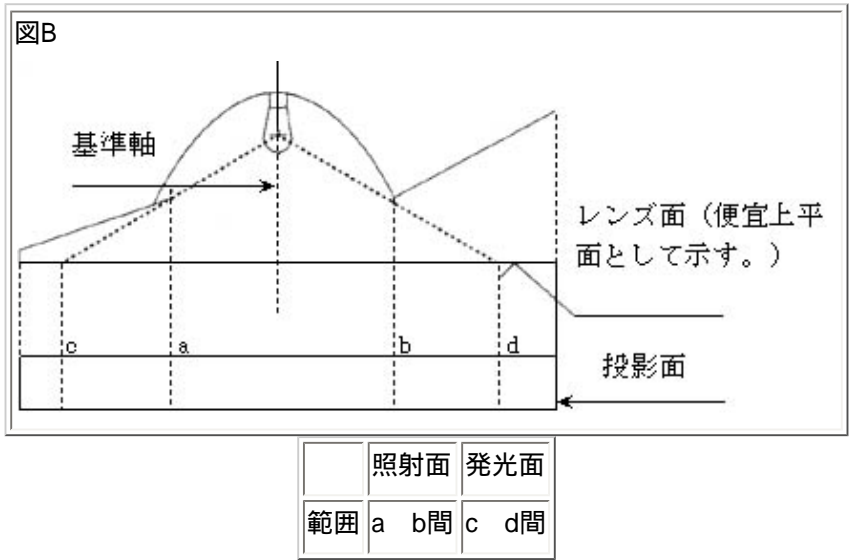 図B
基準軸
レンズ面（便宜上平
面として示す。）
c a b d
投影面
照射面 発光面
範囲 a　b間 c　d間